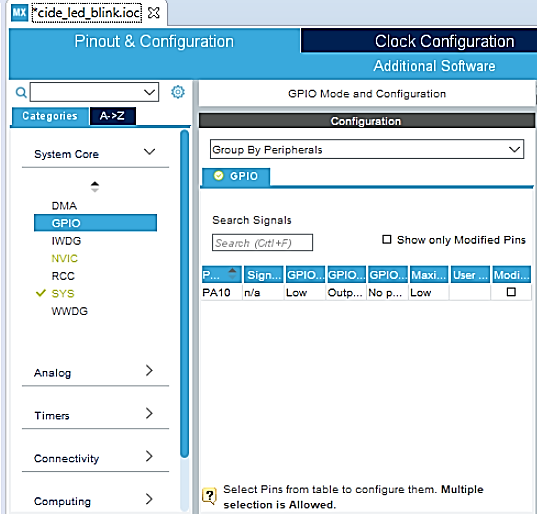 MX *cide_led_blink.ioc
Pinout & Configuration
Clock Configuration
Additional Software
GPIO Mode and Configuration
Categories A->Z
Configuration
System Core
Group By Peripherals
GPIO
DMA
GPIO
IWDG
NVIC
RCC
SYS
WWDG
Search Signals
Search (Crtl+F)
Show only Modified Pins
P... Sign... GPIO... GPIO... GPIO... Maxi... User ... Modi...
PA10 n/a Low Outp... No p... Low
Analog
Timers
Connectivity
Computing
Select Pins from table to configure them. Multiple
selection is Allowed.